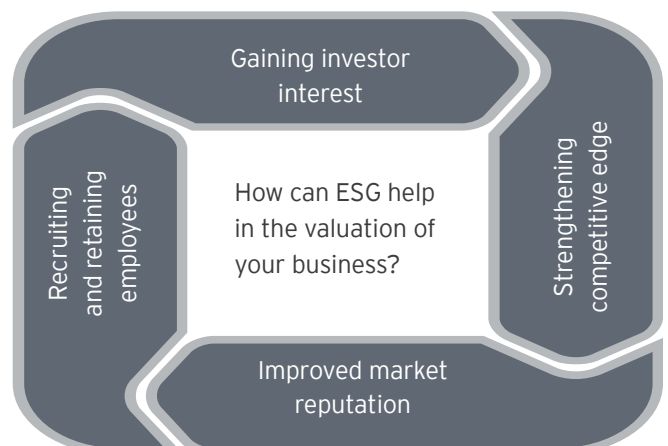 Gaining investor
interest
Strengthening
competitive edge
Improved market
reputation
Recruiting
and retaining
employees
How can ESG help
in the valuation of
your business?